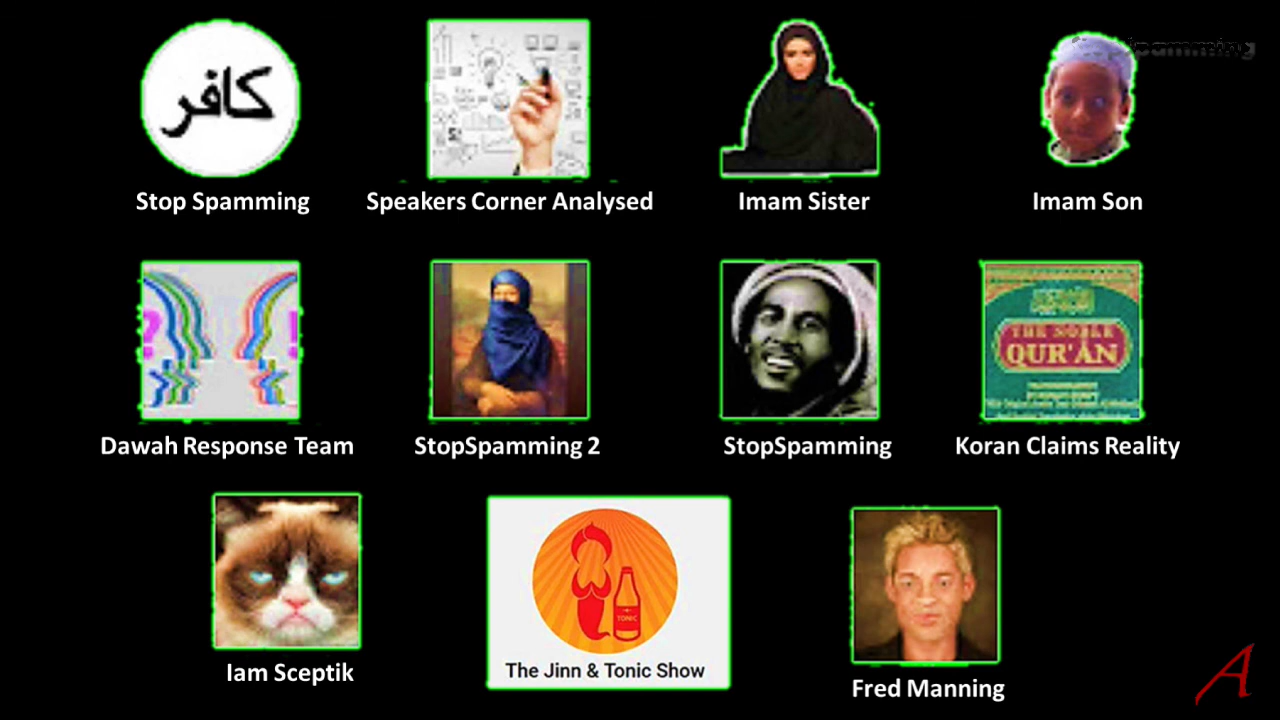 كافر
Stop Spamming
Speakers Corner Analysed
Imam Sister
Imam Son
Dawah Response Team
StopSpamming 2
StopSpamming
THE NOBLE
QUR'ÂN
Koran Claims Reality
Iam Sceptik
TONIC
The Jinn & Tonic Show
Fred Manning
A